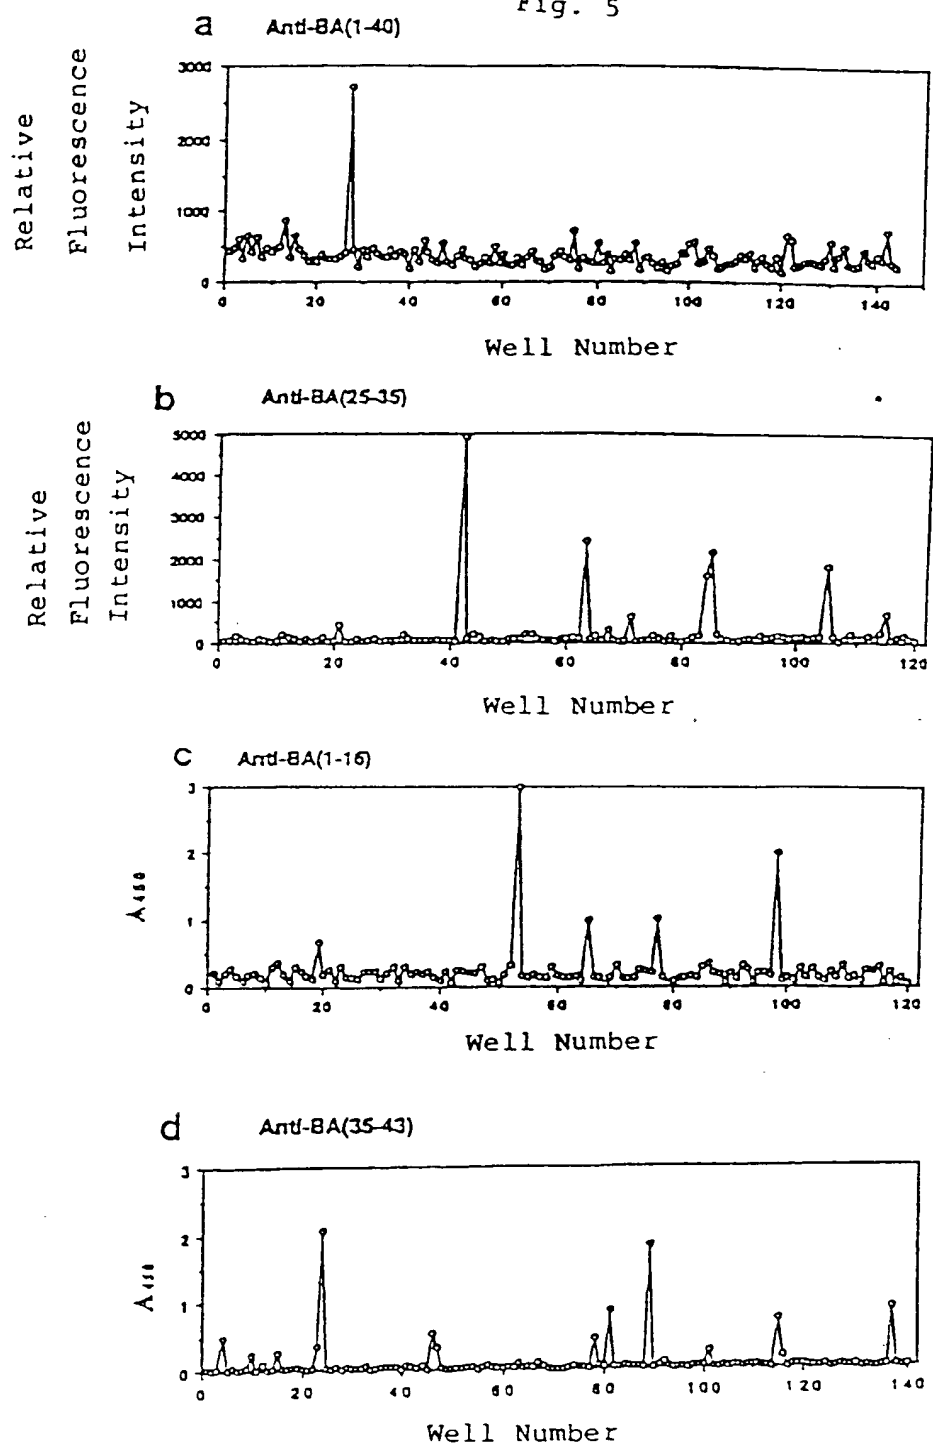 Fig. 5
a Anti-BA(1-40)
Relative
Fluorescence
Intensity
3000
2000
1000
0
0 20 40 60 80 100 120 140
Well Number
b Anti-BA(25-35)
Relative
Fluorescence
Intensity
5000
4000
3000
2000
1000
0
20 40 60 80 100 120
Well Number
c Anti-BA(1-16)
A450
3
2
1
0
0 20 40 60 80 100 120
Well Number
d Anti-BA(35-43)
A450
3
2
1
0
0 20 40 60 80 100 120 140
Well Number